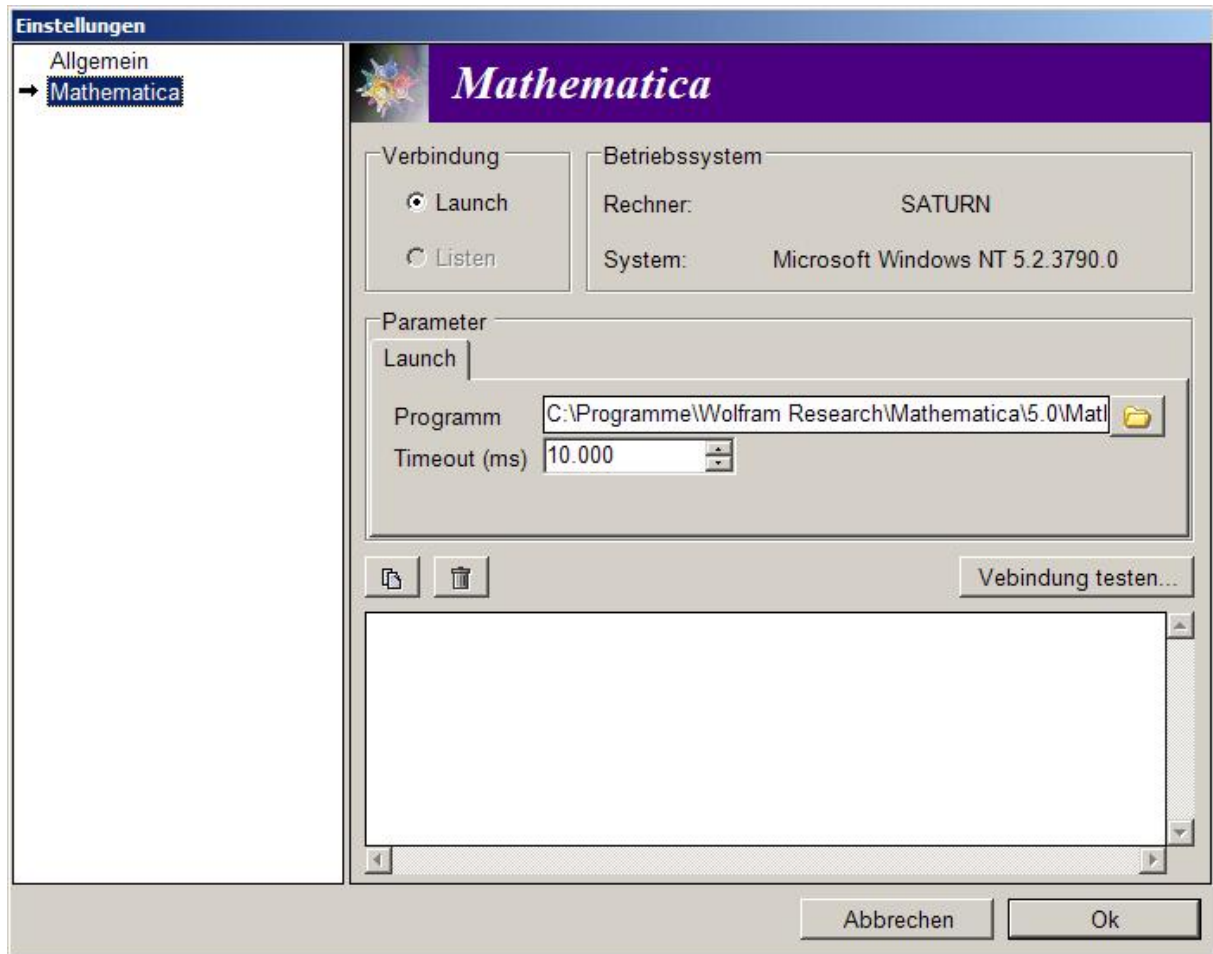 Einstellungen
Allgemein
Mathematica
Mathematica
Verbindung
Launch
Listen
Betriebssystem
Rechner: SATURN
System: Microsoft Windows NT 5.2.3790.0
Parameter
Launch
Programm C:\Programme\Wolfram Research\Mathematica\5.0\Matl
Timeout (ms) 10.000
Vebindung testen...
Abbrechen Ok